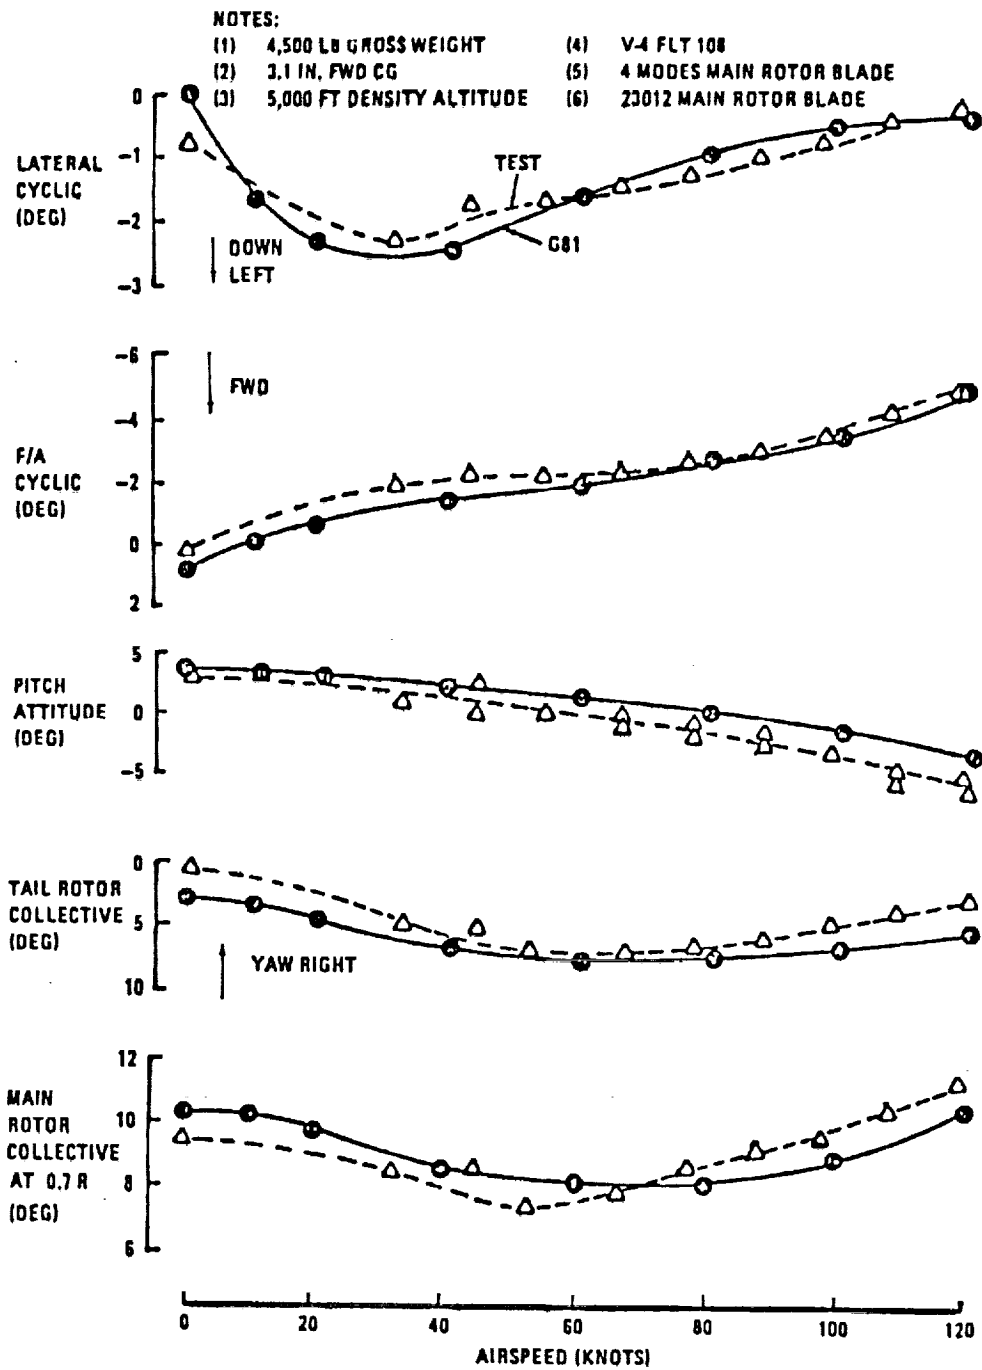 NOTES:
(1) 4,500 LB GROSS WEIGHT (4) V-4 FLT 108
(2) 3.1 IN, FWD CG (5) 4 MODES MAIN ROTOR BLADE
(3) 5,000 FT DENSITY ALTITUDE (6) 23012 MAIN ROTOR BLADE
0
-1
-2
-3
LATERAL
CYCLIC
(DEG)
TEST
G81
DOWN
LEFT
-6
-4
-2
0
2
F/A
CYCLIC
(DEG)
FWD
5
0
-5
PITCH
ATTITUDE
(DEG)
0
5
10
TAIL ROTOR
COLLECTIVE
(DEG)
YAW RIGHT
12
10
8
6
MAIN
ROTOR
COLLECTIVE
AT 0.7 R
(DEG)
0 20 40 60 80 100 120
AIRSPEED (KNOTS)